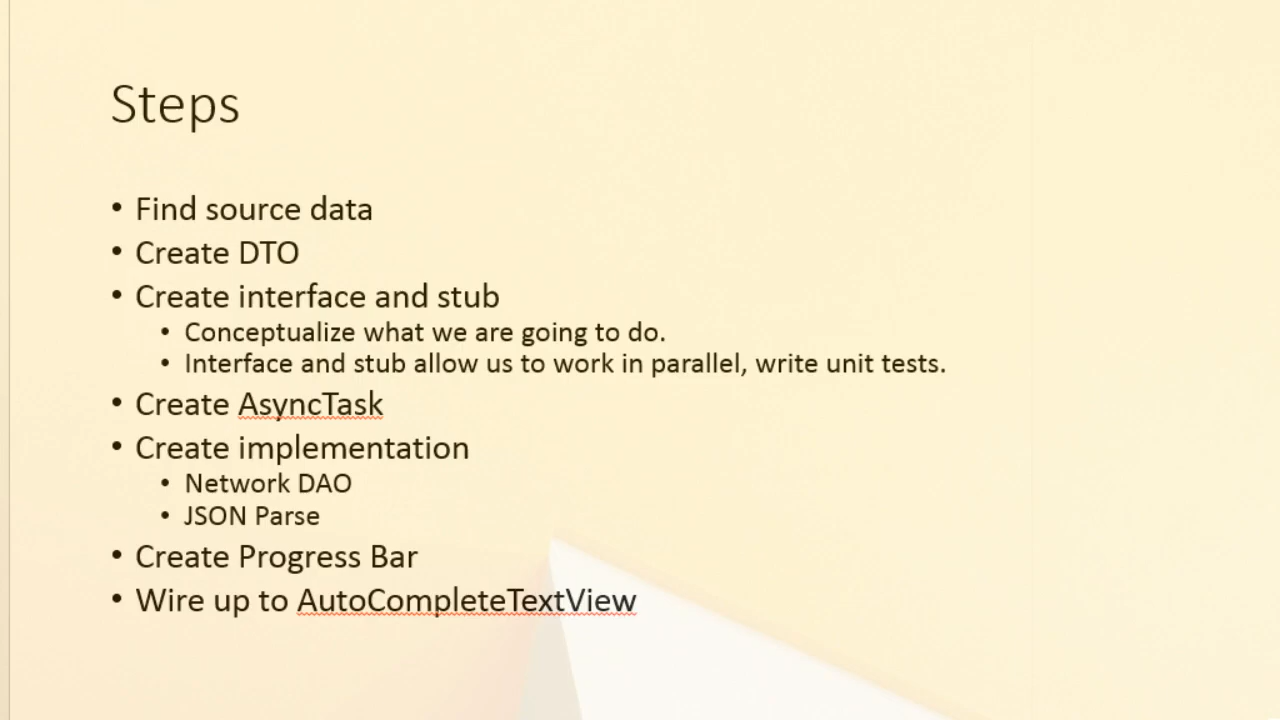 Steps
• Find source data
• Create DTO
• Create interface and stub
• Conceptualize what we are going to do.
• Interface and stub allow us to work in parallel, write unit tests.
• Create AsyncTask
• Create implementation
• Network DAO
• JSON Parse
• Create Progress Bar
• Wire up to AutoCompleteTextView